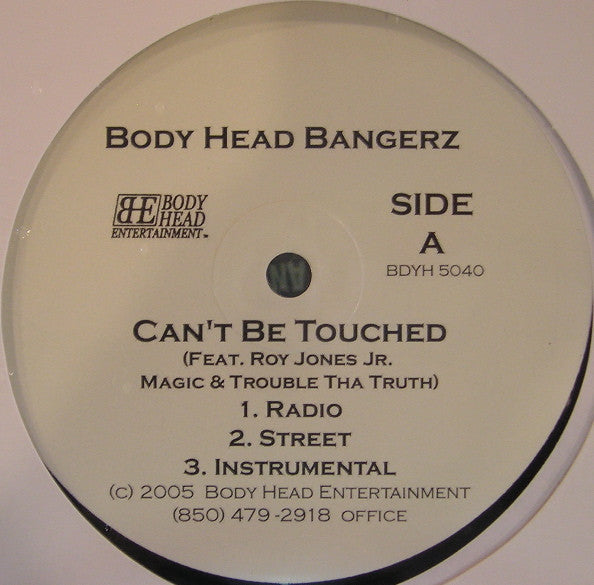 BODY HEAD BANGERZ
BHE BODY
HEAD
ENTERTAINMENT
SIDE
A
BDYH 5040
CAN'T BE TOUCHED
(FEAT. ROY JONES JR.
MAGIC & TROUBLE THA TRUTH)
1. RADIO
2. STREET
3. INSTRUMENTAL
(C) 2005 BODY HEAD ENTERTAINMENT
(850) 479-2918 OFFICE